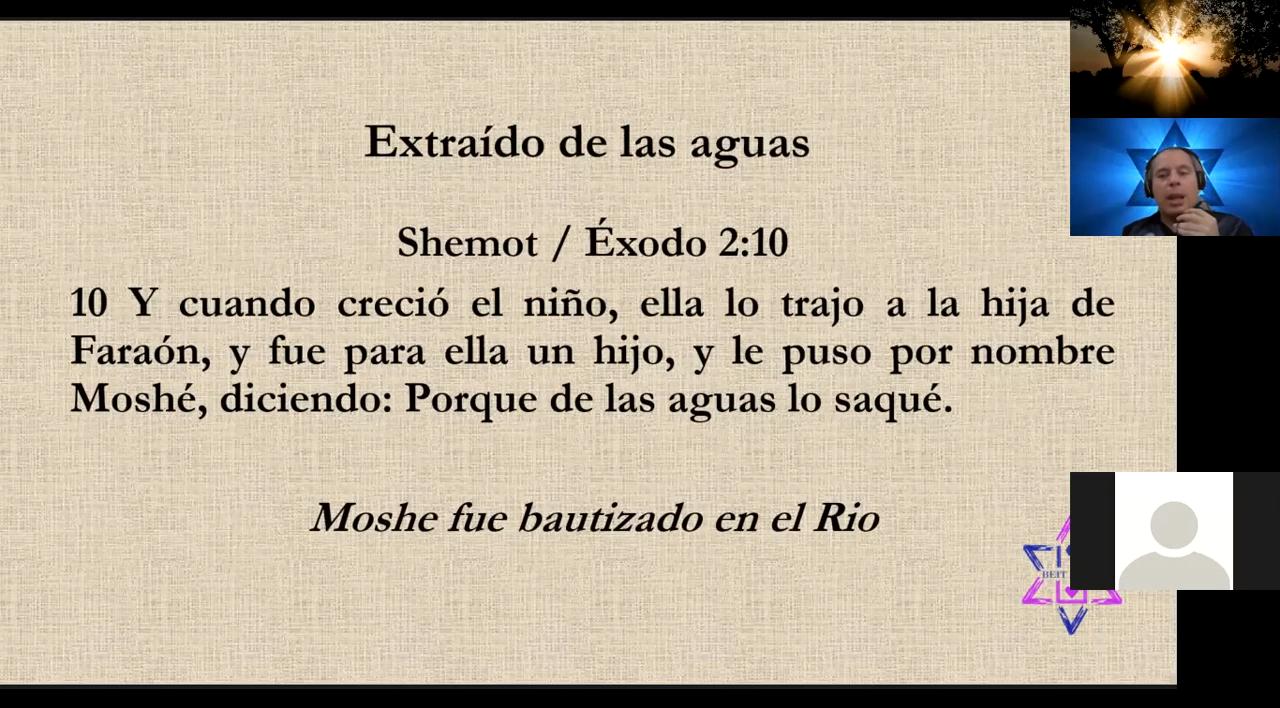 Extraído de las aguas
Shemot / Éxodo 2:10
10 Y cuando creció el niño, ella lo trajo a la hija de
Faraón, y fue para ella un hijo, y le puso por nombre
Moshé, diciendo: Porque de las aguas lo saqué.
Moshe fue bautizado en el Rio
BEIT